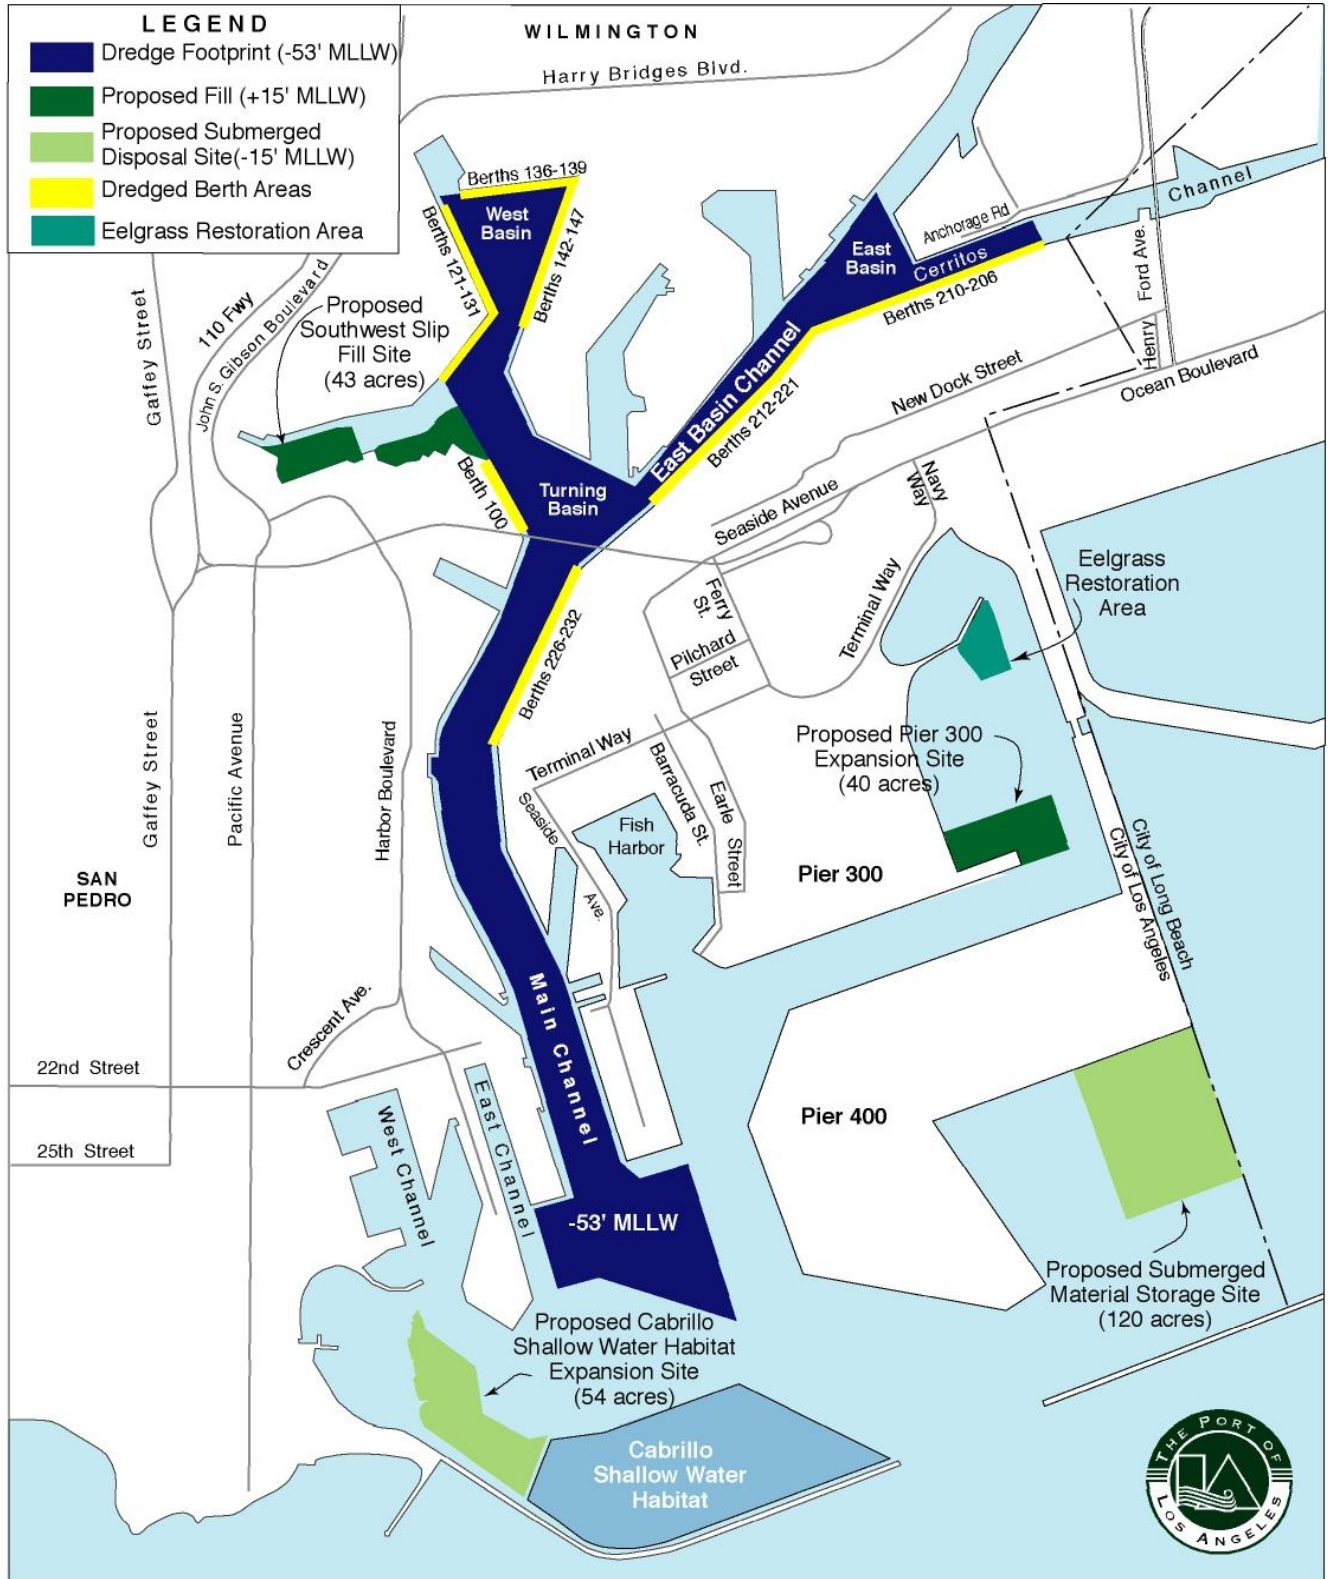 LEGEND
Dredge Footprint (-53' MLLW)
Proposed Fill (+15' MLLW)
Proposed Submerged
Disposal Site(-15' MLLW)
Dredged Berth Areas
Eelgrass Restoration Area
WILMINGTON
Harry Bridges Blvd.
Berths 136-139
West
Basin
Berths 121-131
Berths 142-147
East
Basin
Anchorage Rd
Cerritos
Channel
Berths 210-206
Henry Ford Ave.
Gaffey Street
110 Fwy
John S. Gibson Boulevard
Proposed
Southwest Slip
Fill Site
(43 acres)
East Basin Channel
Berths 212-221
New Dock Street
Ocean Boulevard
Berth 100
Turning
Basin
Seaside Avenue
Navy
Way
Ferry
St.
Pilchard
Street
Terminal Way
Eelgrass
Restoration
Area
Berths 226-232
Gaffey Street
Pacific Avenue
Harbor Boulevard
Terminal Way
Seaside
Ave.
Barracuda St.
Earle
Street
Fish
Harbor
Proposed Pier 300
Expansion Site
(40 acres)
Pier 300
City of Long Beach
City of Los Angeles
SAN
PEDRO
Main Channel
Crescent Ave.
22nd Street
25th Street
West Channel
East Channel
Pier 400
-53' MLLW
Proposed Submerged
Material Storage Site
(120 acres)
Proposed Cabrillo
Shallow Water Habitat
Expansion Site
(54 acres)
Cabrillo
Shallow Water
Habitat
THE PORT OF
LA
LOS ANGELES